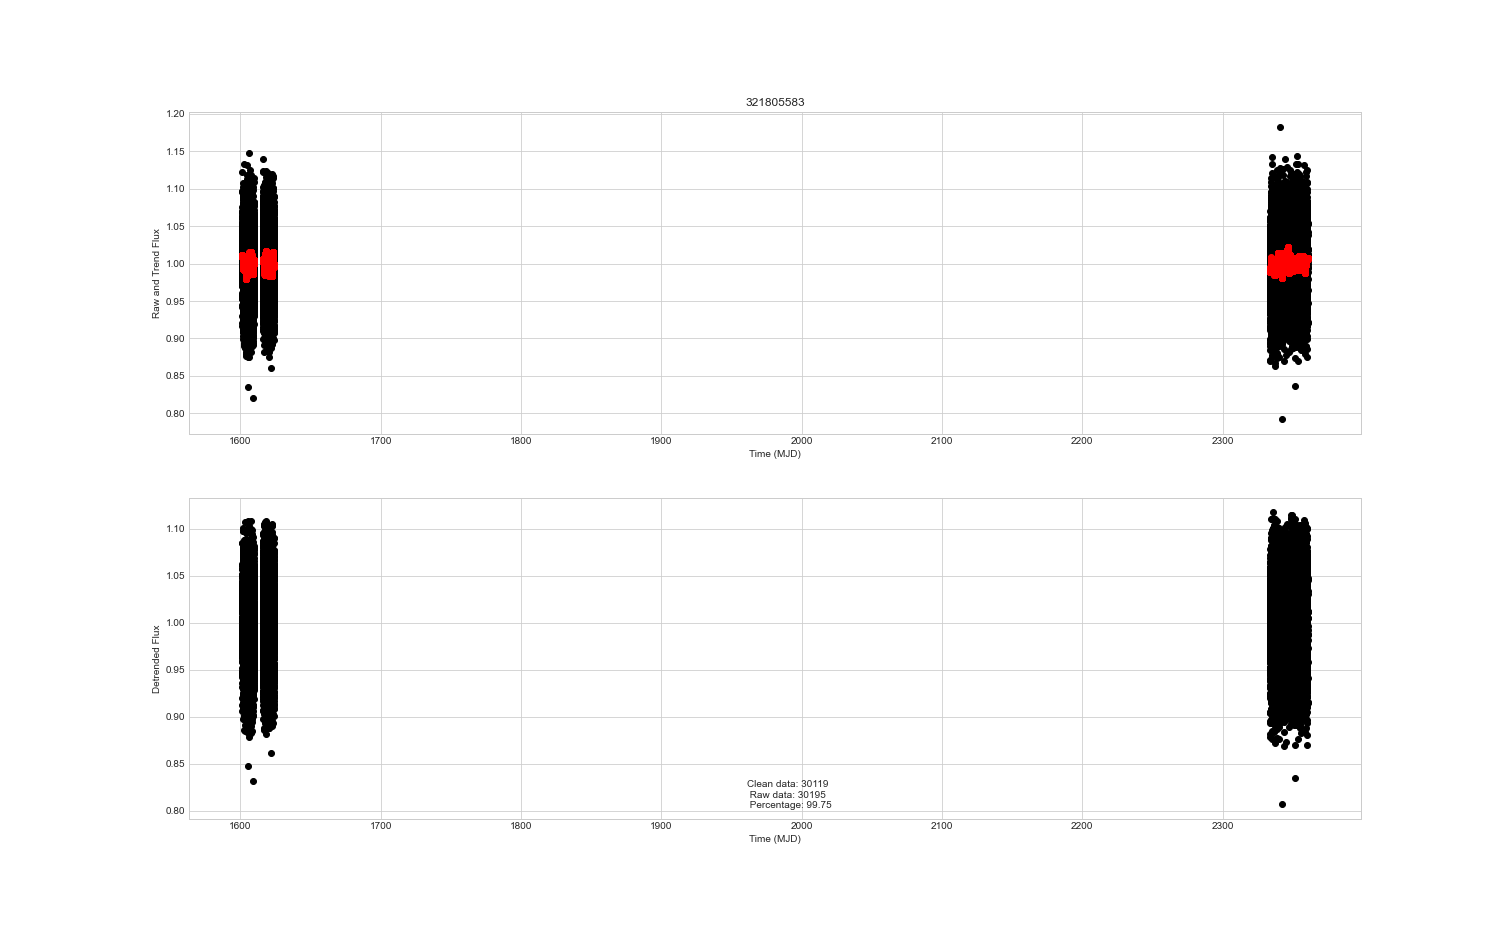 321805583
1.20
1.15
1.10
1.05
1.00
0.95
0.90
0.85
0.80
Raw and Trend Flux
1600 1700 1800 1900 2000 2100 2200 2300
Time (MJD)
1.10
1.05
1.00
0.95
0.90
0.85
0.80
Detrended Flux
Clean data: 30119
Raw data: 30195
Percentage: 99.75
1600 1700 1800 1900 2000 2100 2200 2300
Time (MJD)